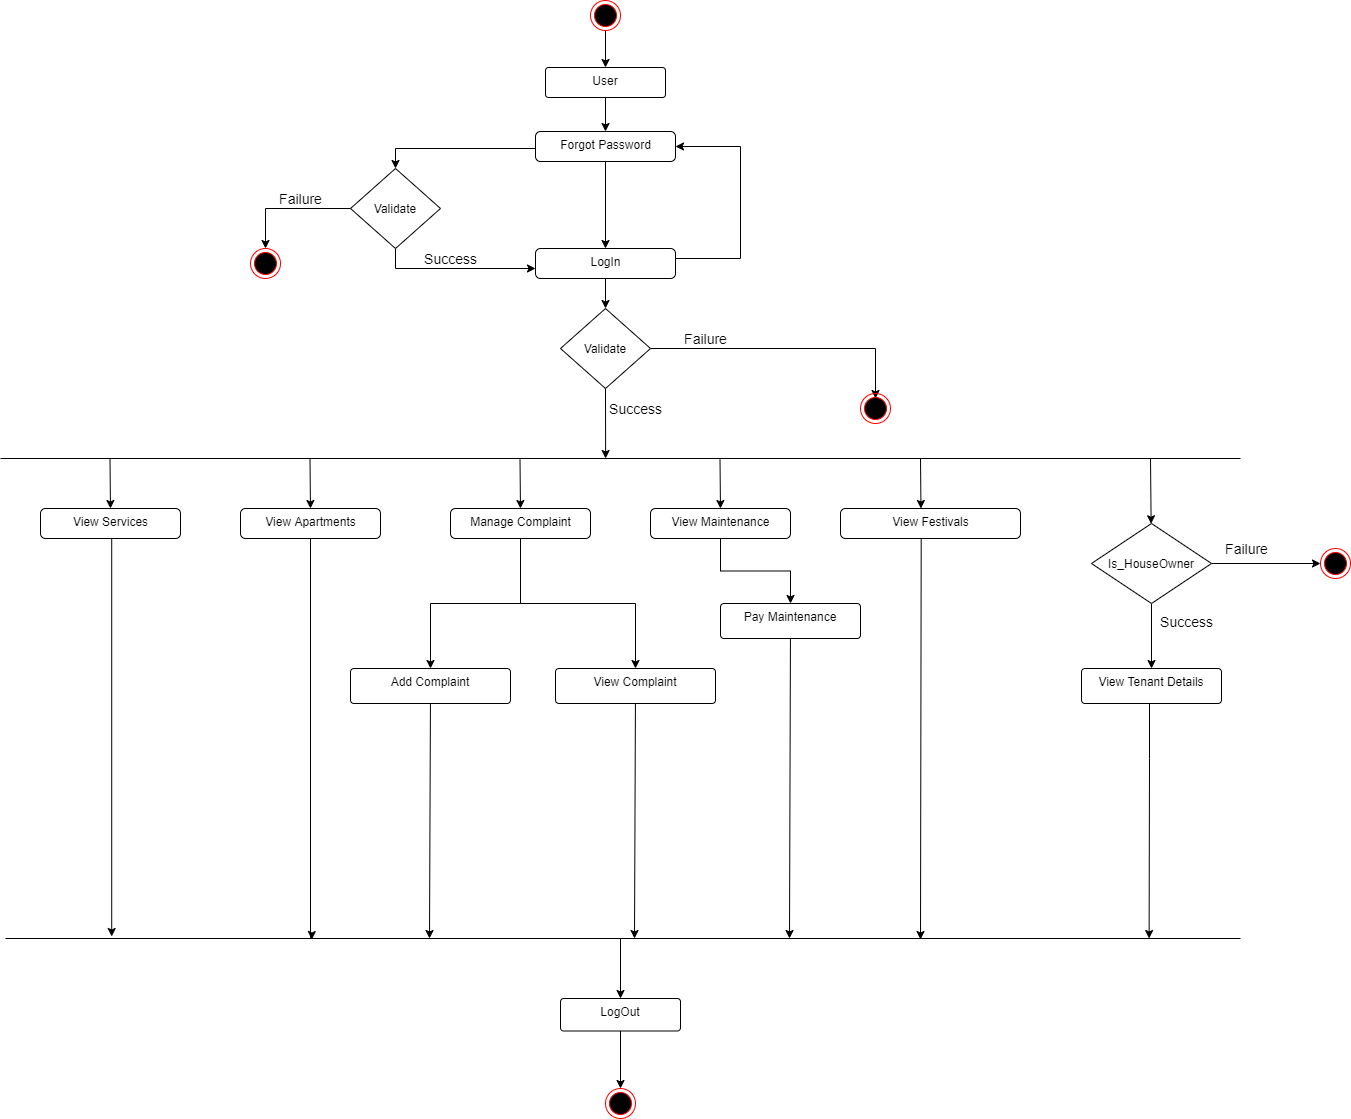 User
Forgot Password
Failure
Validate
Success
LogIn
Validate
Failure
Success
View Services
View Apartments
Manage Complaint
View Maintenance
View Festivals
Is_HouseOwner
Failure
Success
Pay Maintenance
Add Complaint
View Complaint
View Tenant Details
LogOut